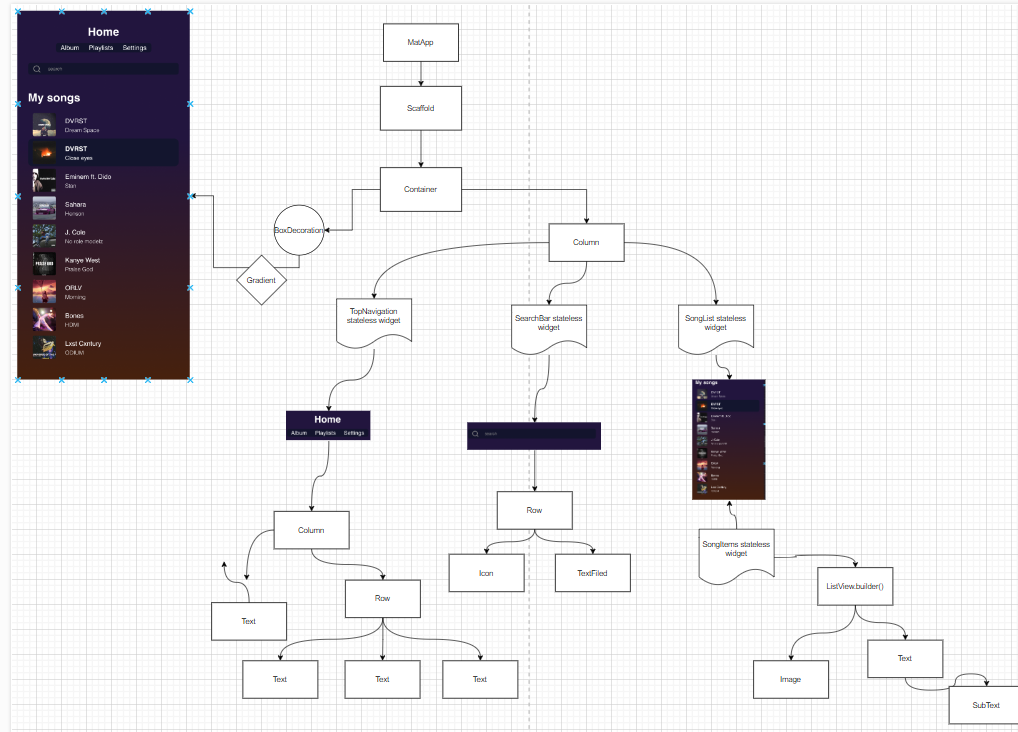 Home
Album Playlists Settings
search
My songs
DVRST
Dream Space
DVRST
Close eyes
Eminem ft. Dido
Stan
Sahara
Henson
J. Cole
No role modelz
Kanye West
Praise God
ORLV
Morning
Bones
HDMI
Lxst Cxntury
ODIUM
MatApp
Scaffold
Container
BoxDecoration
Gradient
Column
TopNavigation
stateless widget
SearchBar stateless
widget
SongList stateless
widget
Home
Album Playlists Settings
search
My songs
Column
Row
Icon
TextFiled
Text
Row
Text
Text
Text
SongItems stateless
widget
ListView.builder()
Text
Image
SubText